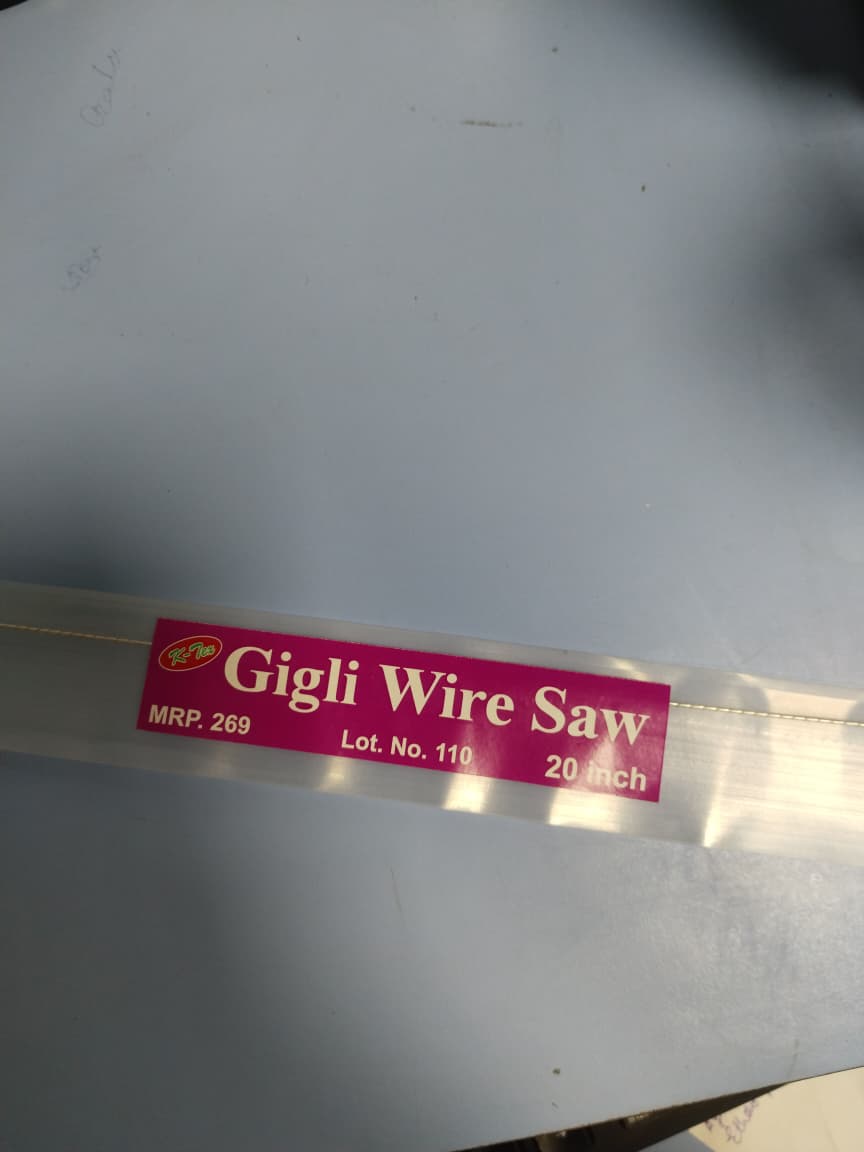 K-Tex
Gigli Wire Saw
MRP. 269
Lot. No. 110
20 inch